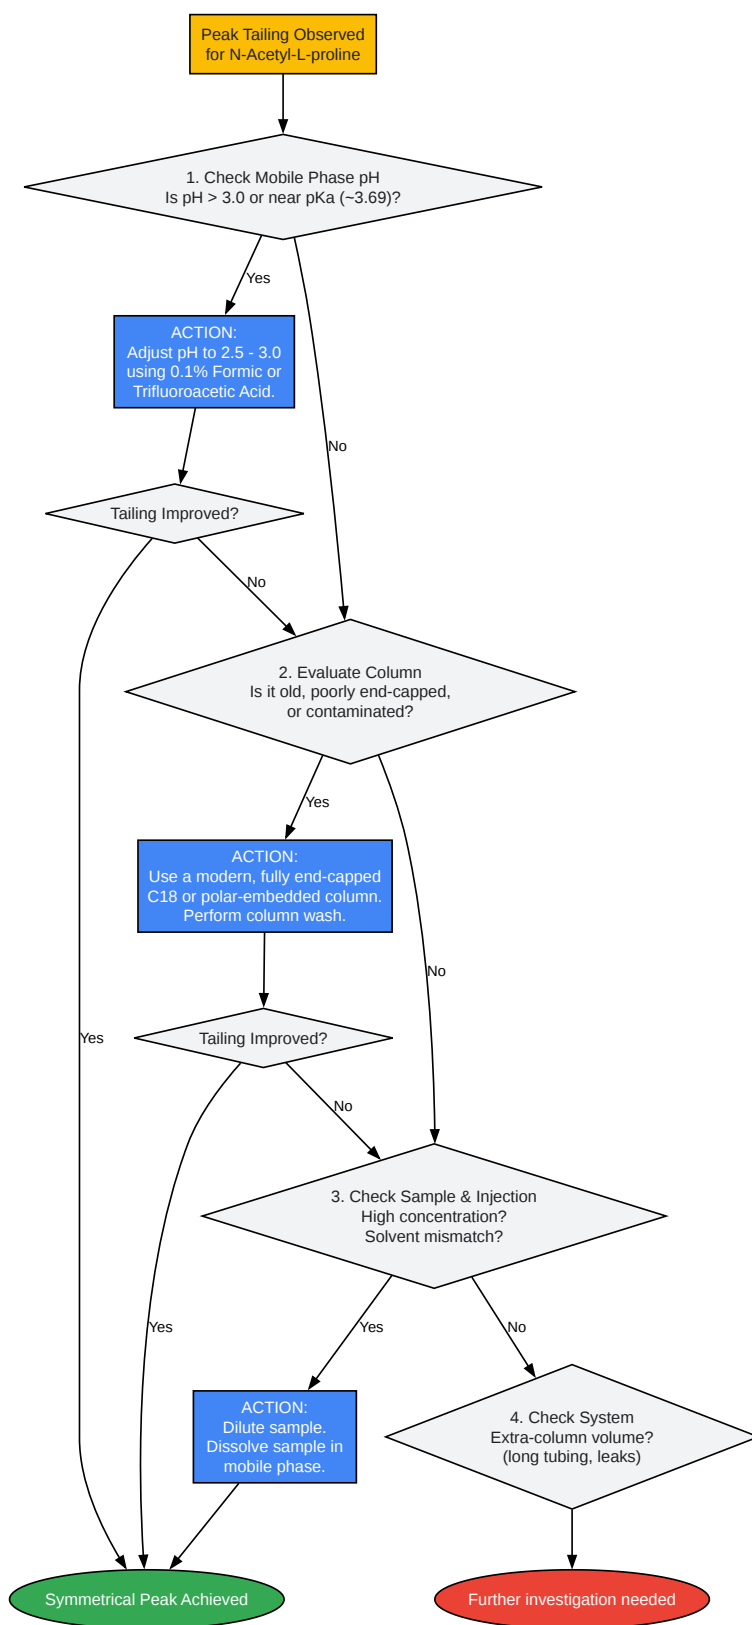 Peak Tailing Observed
for N-Acetyl-L-proline
1. Check Mobile Phase pH
Is pH > 3.0 or near pKa (~3.69)?
Yes
ACTION:
Adjust pH to 2.5 - 3.0
using 0.1% Formic or
Trifluoroacetic Acid.
No
Tailing Improved?
No
2. Evaluate Column
Is it old, poorly end-capped,
or contaminated?
Yes
ACTION:
Use a modern, fully end-capped
C18 or polar-embedded column.
Perform column wash.
No
Yes
Tailing Improved?
No
3. Check Sample & Injection
High concentration?
Solvent mismatch?
Yes
Yes
No
ACTION:
Dilute sample.
Dissolve sample in
mobile phase.
4. Check System
Extra-column volume?
(long tubing, leaks)
Symmetrical Peak Achieved
Further investigation needed